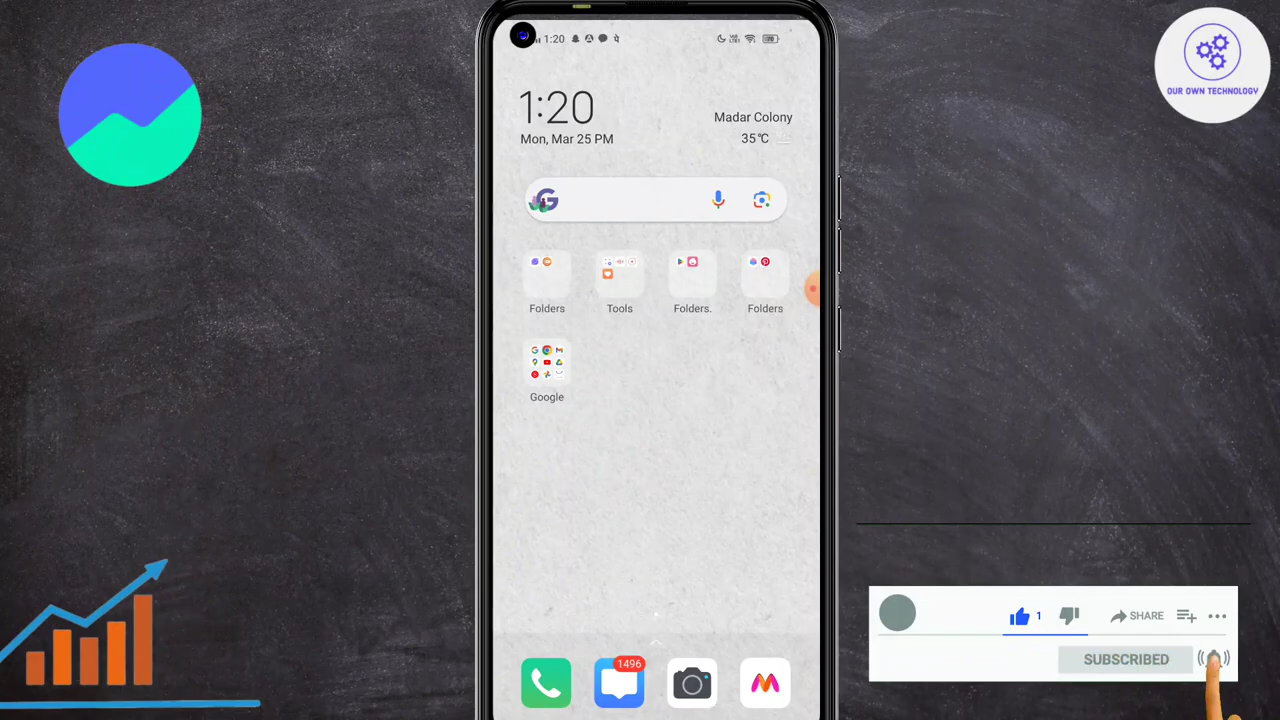 1:20
OUR OWN TECHNOLOGY
1:20
Mon, Mar 25 PM
Madar Colony
35°C
Folders
Tools
Folders.
Folders
Google
1496
1
SHARE
SUBSCRIBED